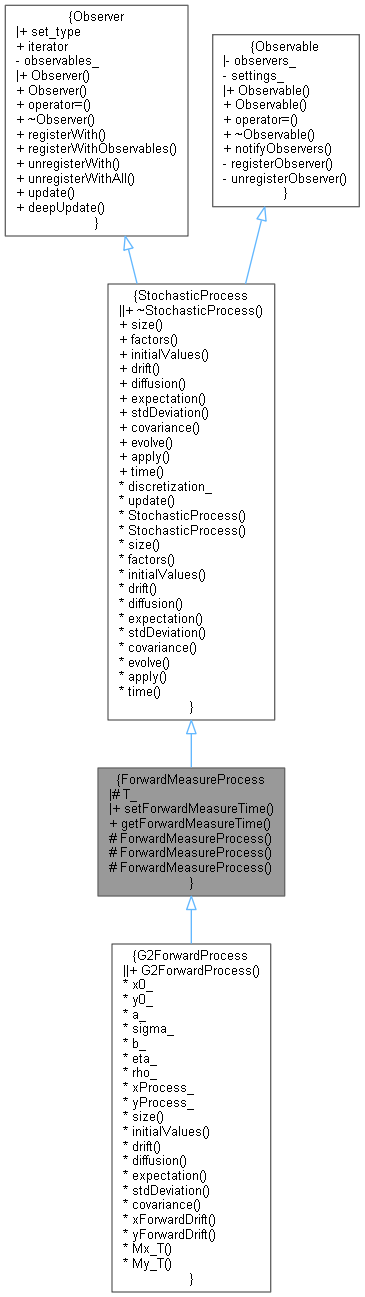 {Observer
|+ set_type
+ iterator
- observables_
|+ Observer()
+ Observer()
+ operator=()
+ ~Observer()
+ registerWith()
+ registerWithObservables()
+ unregisterWith()
+ unregisterWithAll()
+ update()
+ deepUpdate()
}
{Observable
|- observers_
- settings_
|+ Observable()
+ Observable()
+ operator=()
+ ~Observable()
+ notifyObservers()
- registerObserver()
- unregisterObserver()
}
{StochasticProcess
||+ ~StochasticProcess()
+ size()
+ factors()
+ initialValues()
+ drift()
+ diffusion()
+ expectation()
+ stdDeviation()
+ covariance()
+ evolve()
+ apply()
+ time()
* discretization_
* update()
* StochasticProcess()
* StochasticProcess()
* size()
* factors()
* initialValues()
* drift()
* diffusion()
* expectation()
* stdDeviation()
* covariance()
* evolve()
* apply()
* time()
}
{ForwardMeasureProcess
|# T_
|+ setForwardMeasureTime()
+ getForwardMeasureTime()
# ForwardMeasureProcess()
# ForwardMeasureProcess()
# ForwardMeasureProcess()
}
{G2ForwardProcess
||+ G2ForwardProcess()
* x0_
* y0_
* a_
* sigma_
* b_
* eta_
* rho_
* xProcess_
* yProcess_
* size()
* initialValues()
* drift()
* diffusion()
* expectation()
* stdDeviation()
* covariance()
* xForwardDrift()
* yForwardDrift()
* Mx_T()
* My_T()
}